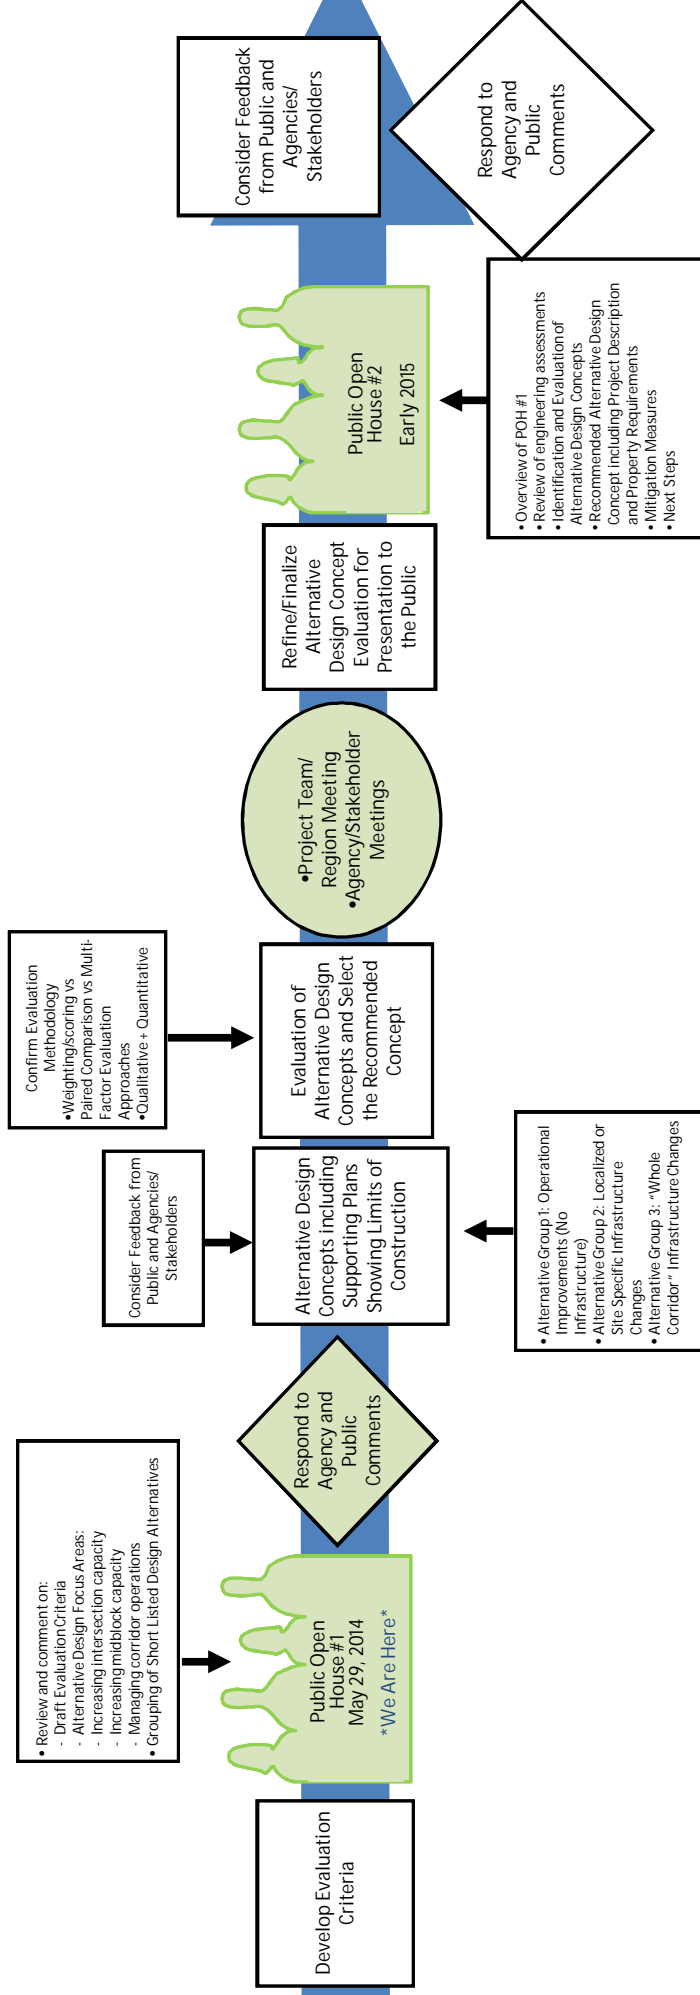 Develop Evaluation
Criteria
• Review and comment on:
- Draft Evaluation Criteria
- Alternative Design Focus Areas:
- Increasing intersection capacity
- Increasing midblock capacity
- Managing corridor operations
• Grouping of Short Listed Design Alternatives
Public Open
House #1
May 29, 2014
*We Are Here*
Respond to
Agency and
Public
Comments
Consider Feedback from
Public and Agencies/
Stakeholders
Alternative Design
Concepts including
Supporting Plans
Showing Limits of
Construction
• Alternative Group 1: Operational
Improvements (No
Infrastructure)
• Alternative Group 2: Localized or
Site Specific Infrastructure
Changes
• Alternative Group 3: "Whole
Corridor" Infrastructure Changes
Confirm Evaluation
Methodology
•Weighting/scoring vs
Paired Comparison vs Multi-
Factor Evaluation
Approaches
•Qualitative + Quantitative
Evaluation of
Alternative Design
Concepts and Select
the Recommended
Concept
•Project Team/
Region Meeting
•Agency/Stakeholder
Meetings
Refine/Finalize
Alternative
Design Concept
Evaluation for
Presentation to
the Public
Public Open
House #2
Early 2015
• Overview of POH #1
• Review of engineering assessments
• Identification and Evaluation of
Alternative Design Concepts
• Recommended Alternative Design
Concept including Project Description
and Property Requirements
• Mitigation Measures
• Next Steps
Consider Feedback
from Public and
Agencies/
Stakeholders
Respond to
Agency and
Public
Comments